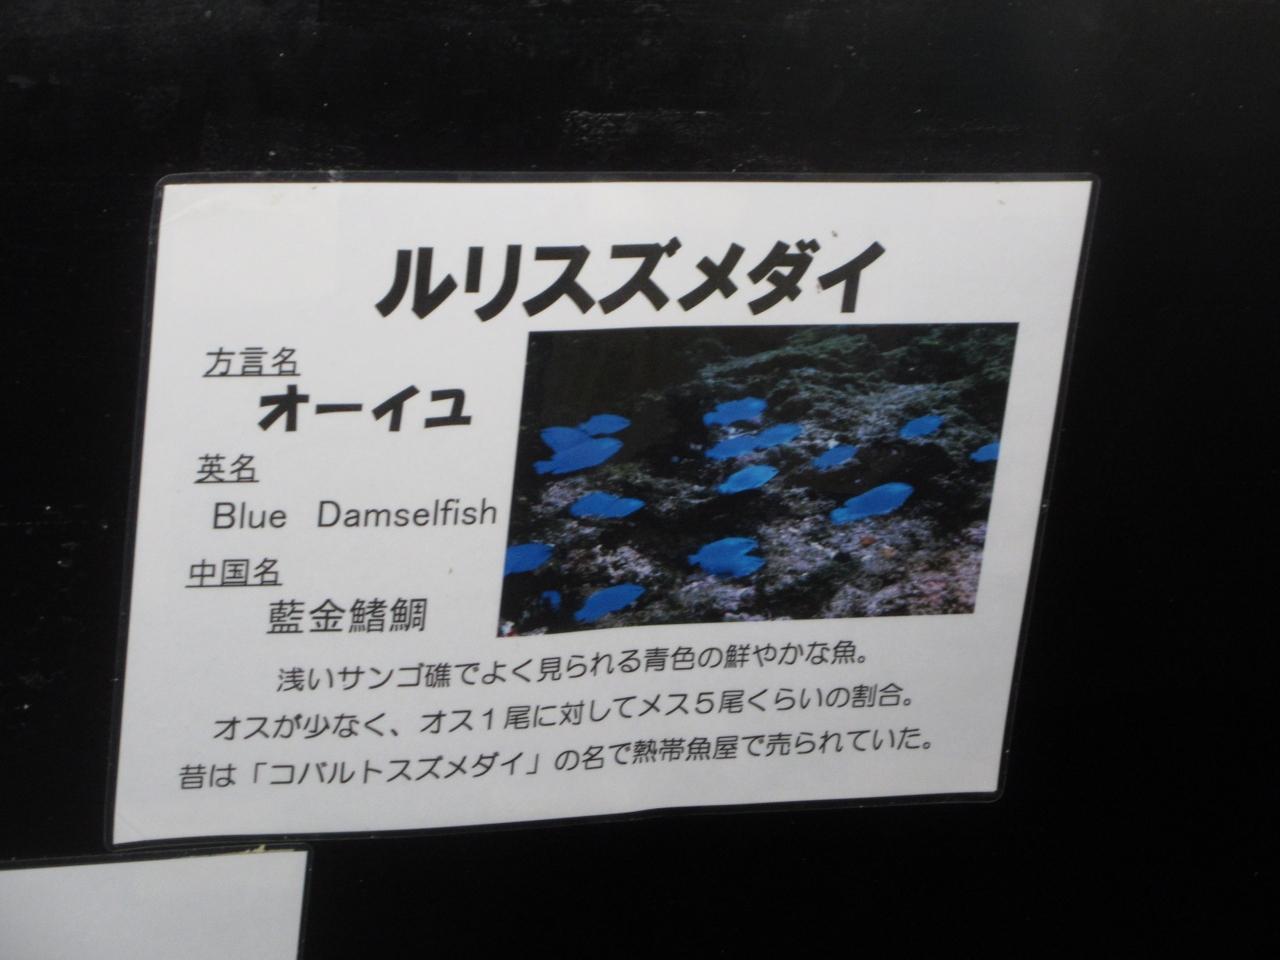 ルリスズメダイ
方言名
オーイユ
英名
Blue Damselfish
中国名
藍金鰭鯛
浅いサンゴ礁でよく見られる青色の鮮やかな魚。
オスが少なく、オス１尾に対してメス５尾くらいの割合。
昔は「コバルトスズメダイ」の名で熱帯魚屋で売られていた。